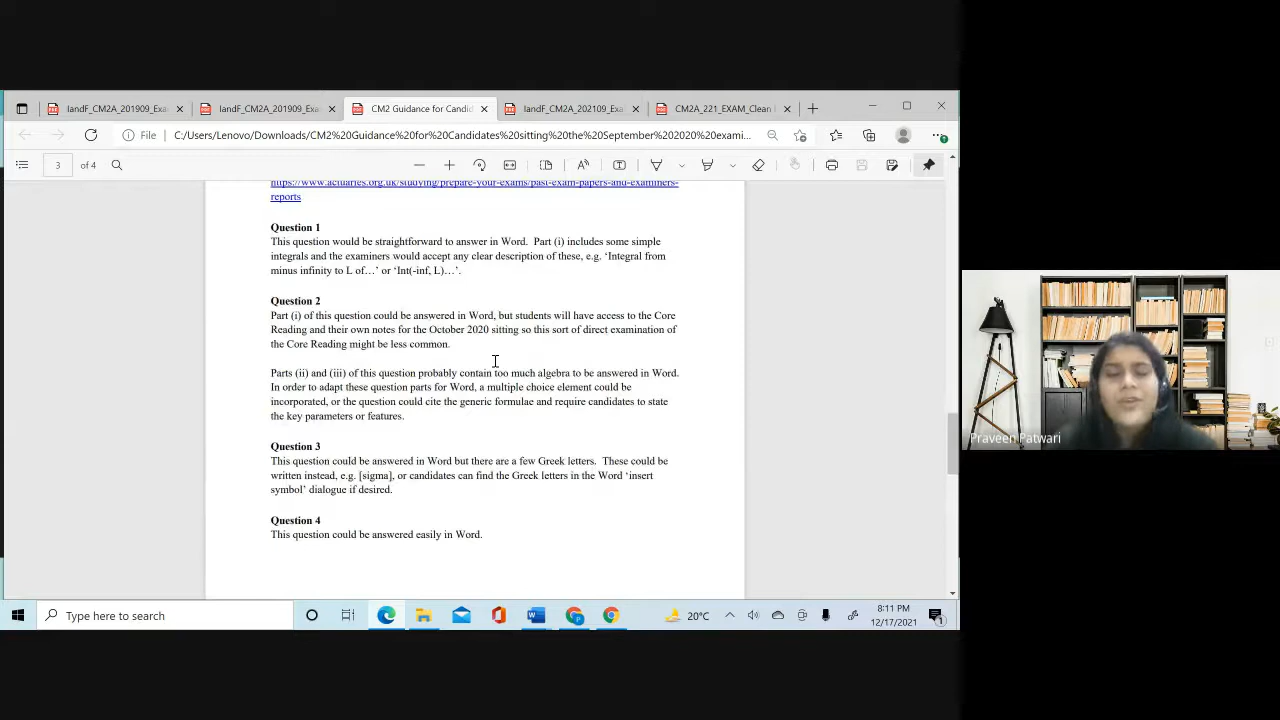 IandF_CM2A_201909_Exa
IandF_CM2A_201909_Exa
CM2 Guidance for Candid
IandF_CM2A_202109_Exa
CM2A_221_EXAM_Clean
File
C:/Users/Lenovo/Downloads/CM2%20Guidance%20for%20Candidates%20sitting%20the%20September%202020%20exami...
3 of 4
https://www.actuaries.org.uk/studying/prepare-your-exams/past-exam-papers-and-examiners-
reports
Question 1
This question would be straightforward to answer in Word. Part (i) includes some simple
integrals and the examiners would accept any clear description of these, e.g. ‘Integral from
minus infinity to L of…’ or ‘Int(-inf, L)…’.
Question 2
Part (i) of this question could be answered in Word, but students will have access to the Core
Reading and their own notes for the October 2020 sitting so this sort of direct examination of
the Core Reading might be less common.
Parts (ii) and (iii) of this question probably contain too much algebra to be answered in Word.
In order to adapt these question parts for Word, a multiple choice element could be
incorporated, or the question could cite the generic formulae and require candidates to state
the key parameters or features.
Question 3
This question could be answered in Word but there are a few Greek letters. These could be
written instead, e.g. [sigma], or candidates can find the Greek letters in the Word ‘insert
symbol’ dialogue if desired.
Question 4
This question could be answered easily in Word.
Praveen Patwari
Type here to search
20°C
8:11 PM
12/17/2021